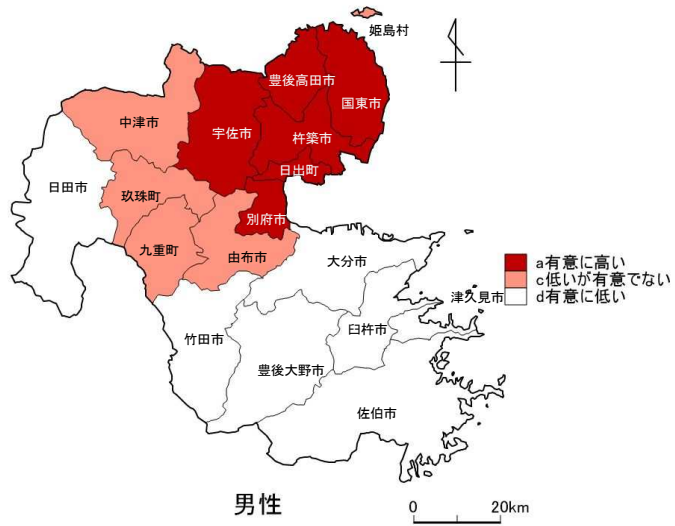 姫島村
豊後高田市
国東市
中津市
宇佐市
杵築市
日出町
日田市
玖珠町
別府市
九重町
由布市
大分市
a有意に高い
c低いが有意でない
d有意に低い
津久見市
臼杵市
竹田市
豊後大野市
佐伯市
男性
0 20km